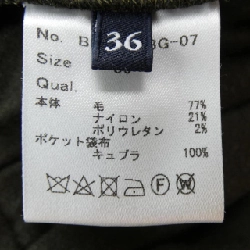 No. B G-07
36
Size
Qual.
本体 毛 77%
ナイロン 21%
ポリウレタン 2%
ポケット袋布
キュプラ 100%
F W